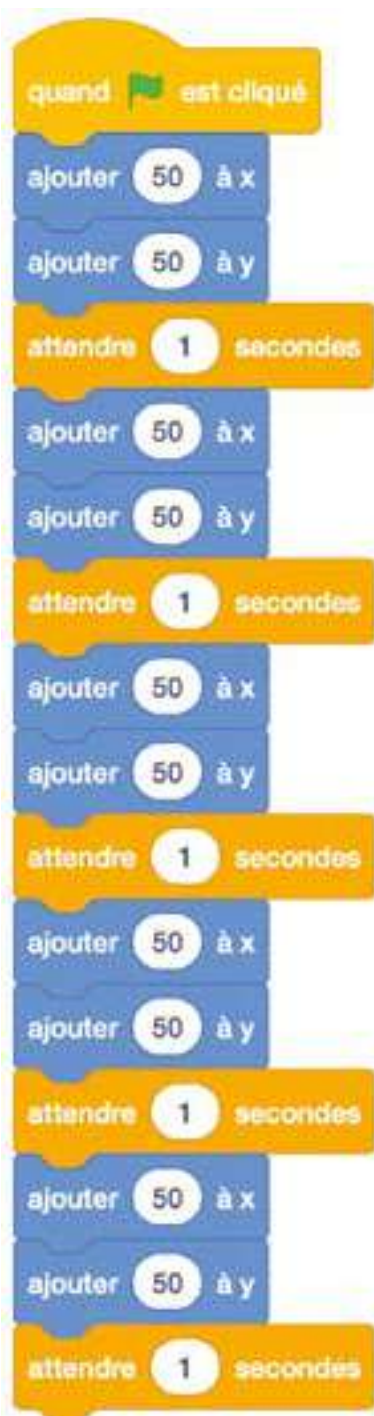 quand est cliqué
ajouter 50 à x
ajouter 50 à y
attendre 1 secondes
ajouter 50 à x
ajouter 50 à y
attendre 1 secondes
ajouter 50 à x
ajouter 50 à y
attendre 1 secondes
ajouter 50 à x
ajouter 50 à y
attendre 1 secondes
ajouter 50 à x
ajouter 50 à y
attendre 1 secondes